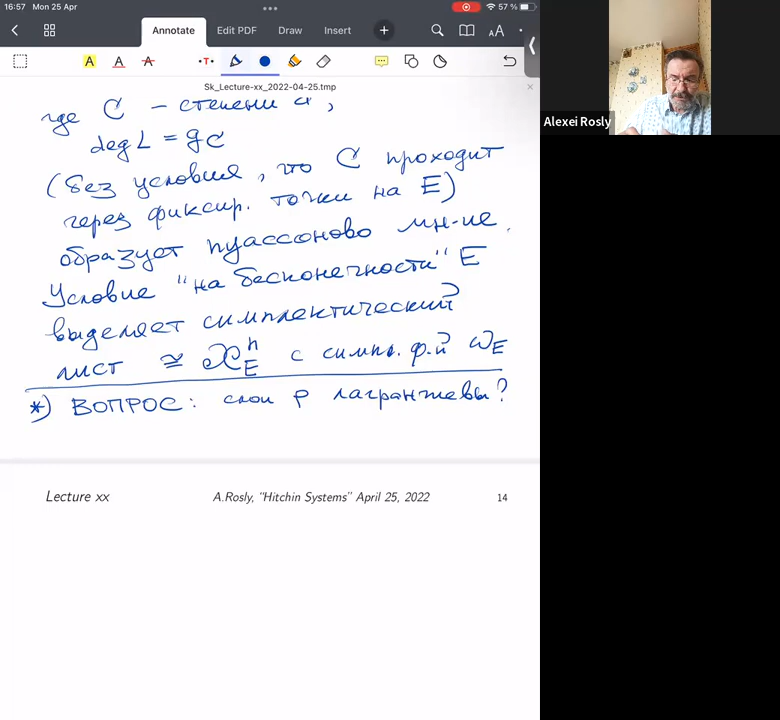 16:57 Mon 25 Apr
57 %
Annotate Edit PDF Draw Insert
Sk_Lecture-xx_2022-04-25.tmp
Alexei Rosly
где C – степени d,
deg L = gC
(без условия, что C проходит
через фиксир. точки на E)
образует пуассоново мн-ие.
Условие "на бесконечности" E
выделяет симплектический
лист ≅ 𝒳ⁿ_E с симпл. ф.й ω_E
*) ВОПРОС: слои p лагранжевы?
Lecture xx A.Rosly, "Hitchin Systems" April 25, 2022 14